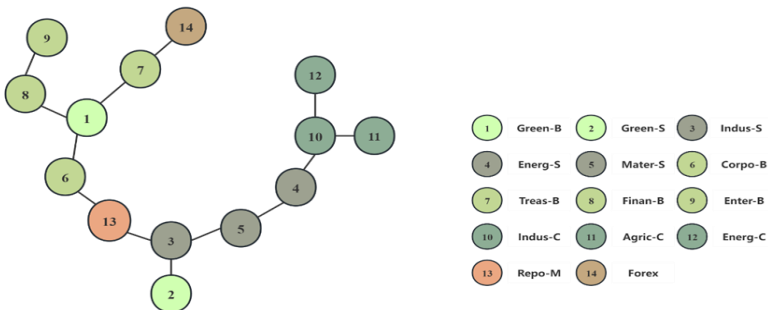 14
9
7
12
8
1
10
11
6
4
13
5
3
2
1 Green-B 2 Green-S 3 Indus-S
4 Energ-S 5 Mater-S 6 Corpo-B
7 Treas-B 8 Finan-B 9 Enter-B
10 Indus-C 11 Agric-C 12 Energ-C
13 Repo-M 14 Forex